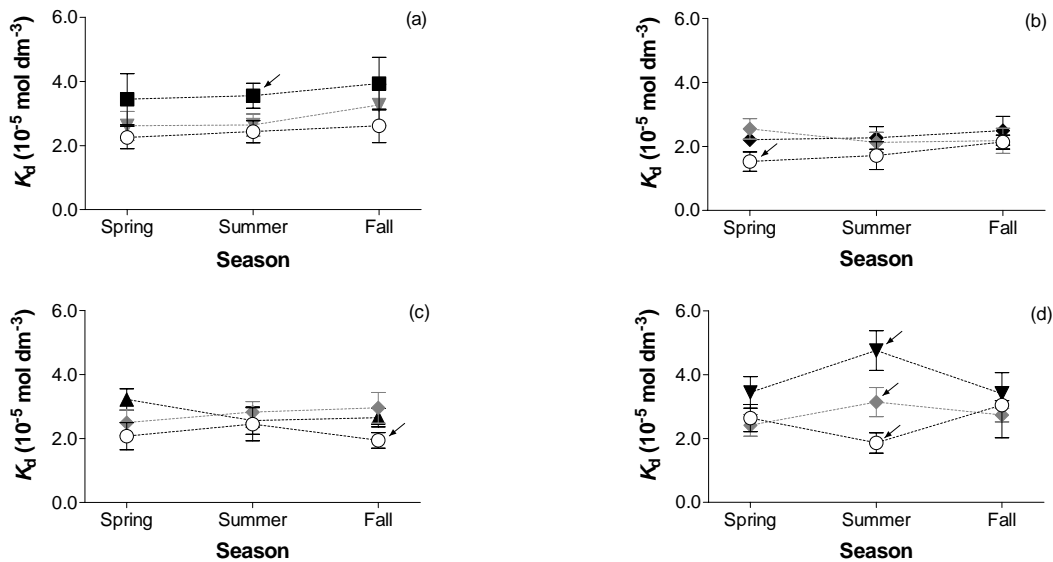 (a)
6.0
4.0
2.0
0.0
Kd (10-5 mol dm-3)
Spring
Summer
Fall
Season
(b)
6.0
4.0
2.0
0.0
Kd (10-5 mol dm-3)
Spring
Summer
Fall
Season
(c)
6.0
4.0
2.0
0.0
Kd (10-5 mol dm-3)
Spring
Summer
Fall
Season
(d)
6.0
4.0
2.0
0.0
Kd (10-5 mol dm-3)
Spring
Summer
Fall
Season